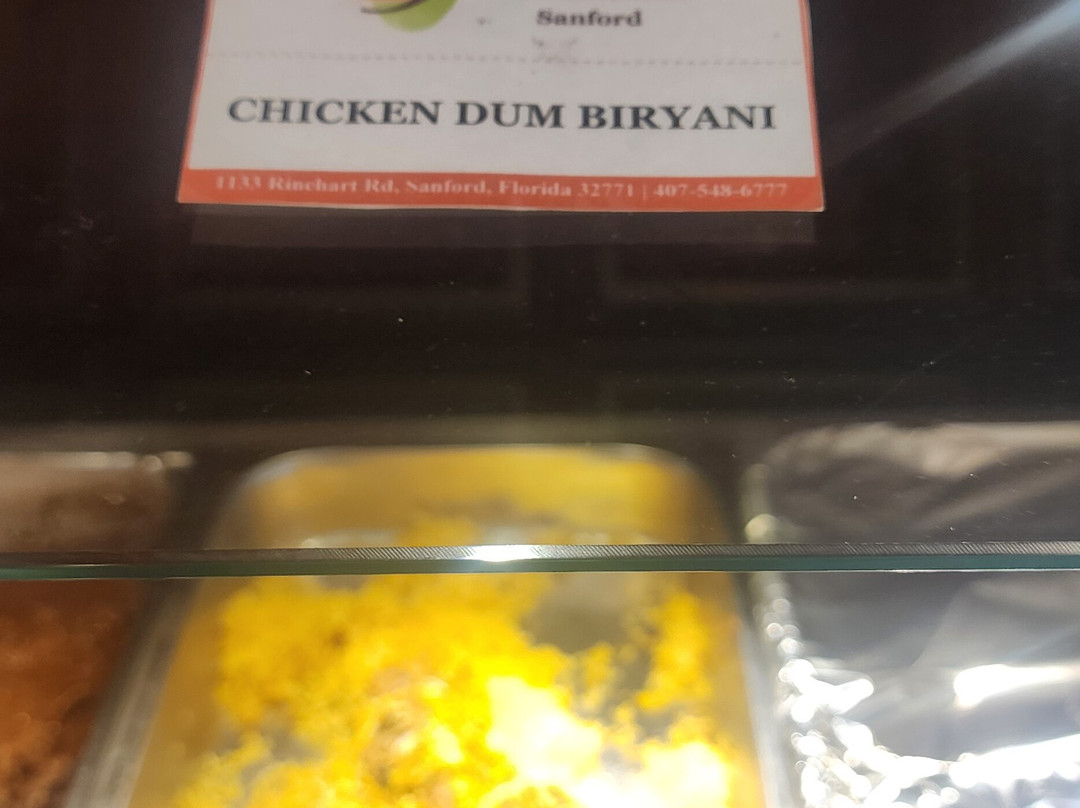 Sanford
CHICKEN DUM BIRYANI
1133 Rinehart Rd, Sanford, Florida 32771 | 407-548-6777